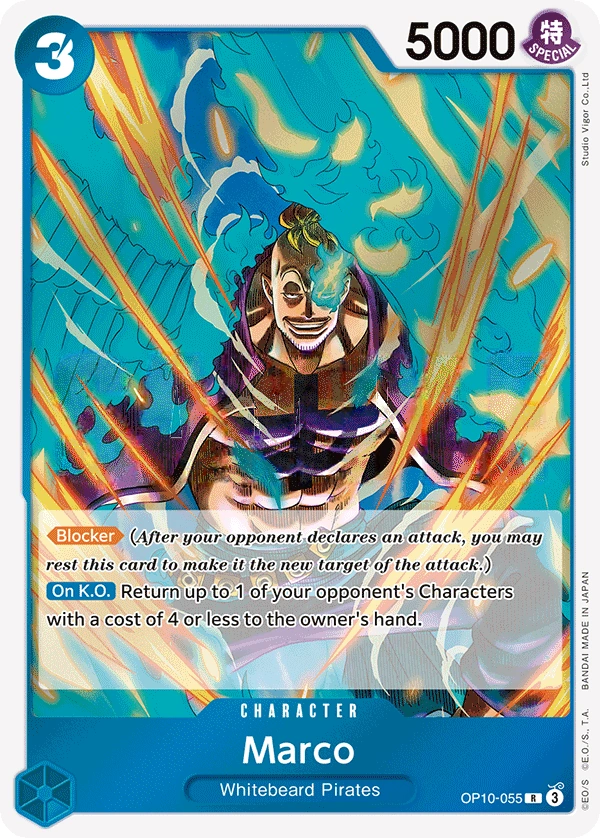 3
5000
特
SPECIAL
Studio Vigor Co.,Ltd
Blocker (After your opponent declares an attack, you may
rest this card to make it the new target of the attack.)
On K.O. Return up to 1 of your opponent's Characters
with a cost of 4 or less to the owner's hand.
CHARACTER
Marco
Whitebeard Pirates
OP10-055 R 3
©EO/S ©E.O./S., T.A. BANDAI MADE IN JAPAN